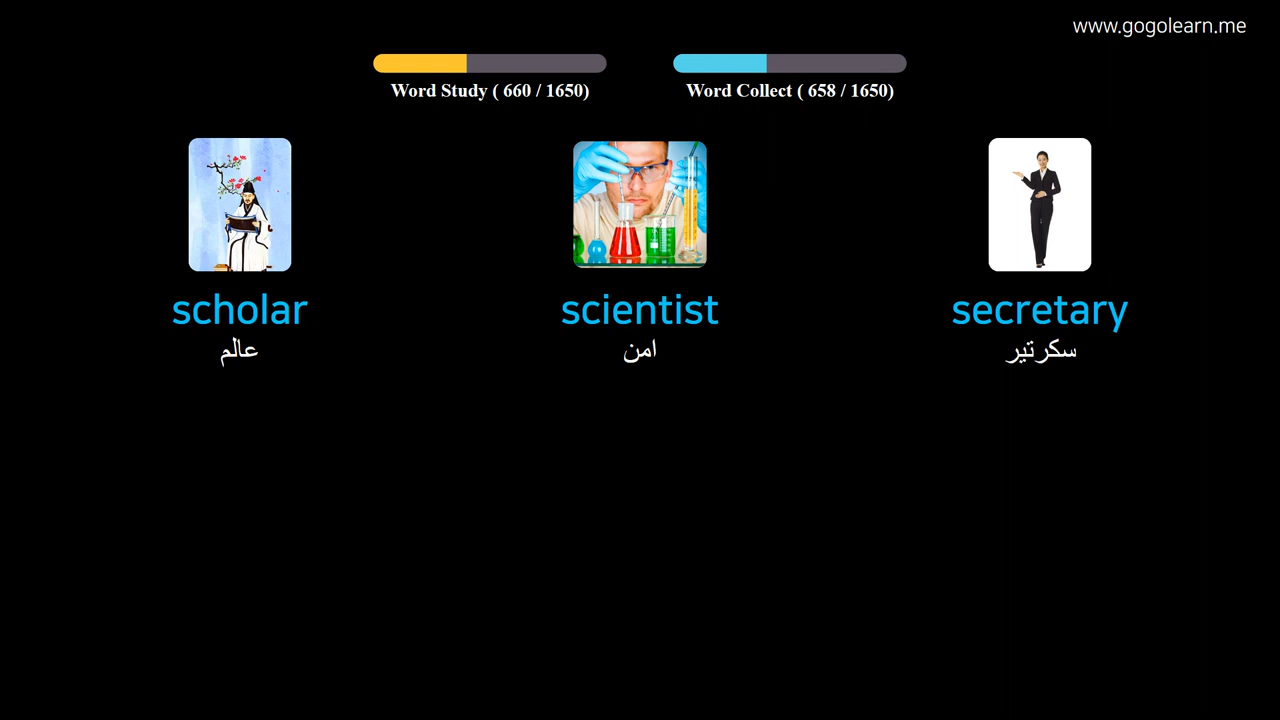 www.gogolearn.me
Word Study ( 660 / 1650)
Word Collect ( 658 / 1650)
scholar
scientist
secretary
عالم
امن
سکرتیر